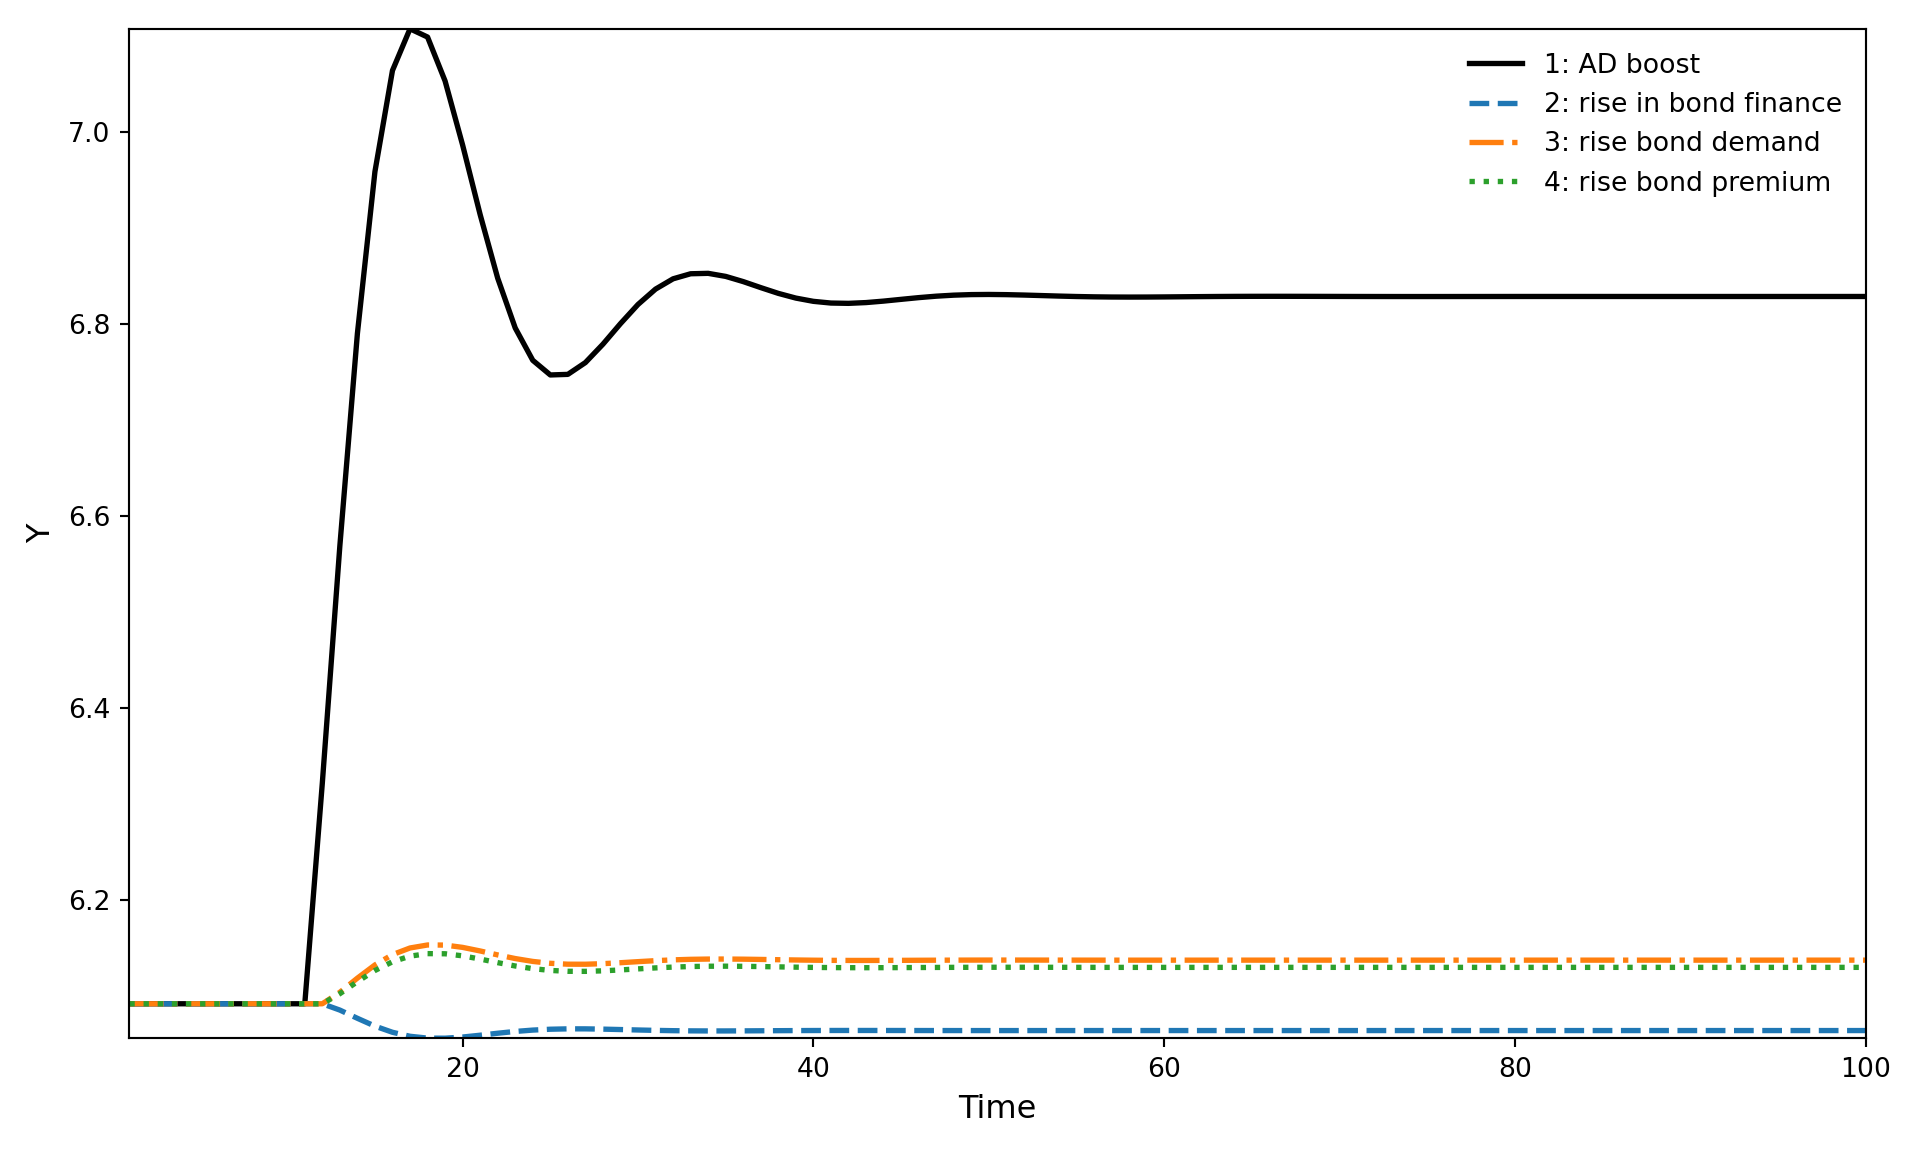 1: AD boost
2: rise in bond finance
3: rise bond demand
4: rise bond premium
7.0
6.8
6.6
6.4
6.2
Y
20 40 60 80 100
Time